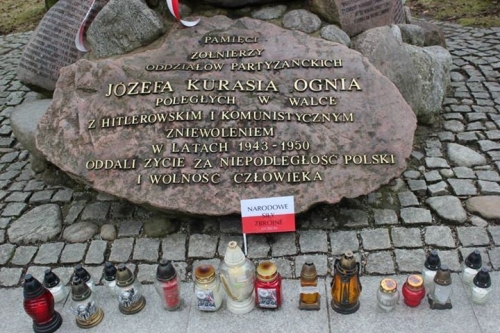 PAMIĘCI
ŻOŁNIERZY
ODDZIAŁÓW PARTYZANCKICH
JÓZEFA KURASIA OGNIA
POLEGŁYCH W WALCE
Z HITLEROWSKIM I KOMUNISTYCZNYM
ZNIEWOLENIEM
W LATACH 1943-1950
ODDALI ŻYCIE ZA NIEPODLEGŁOŚĆ POLSKI
I WOLNOŚĆ CZŁOWIEKA
NARODOWE
SIŁY
ZBROJNE